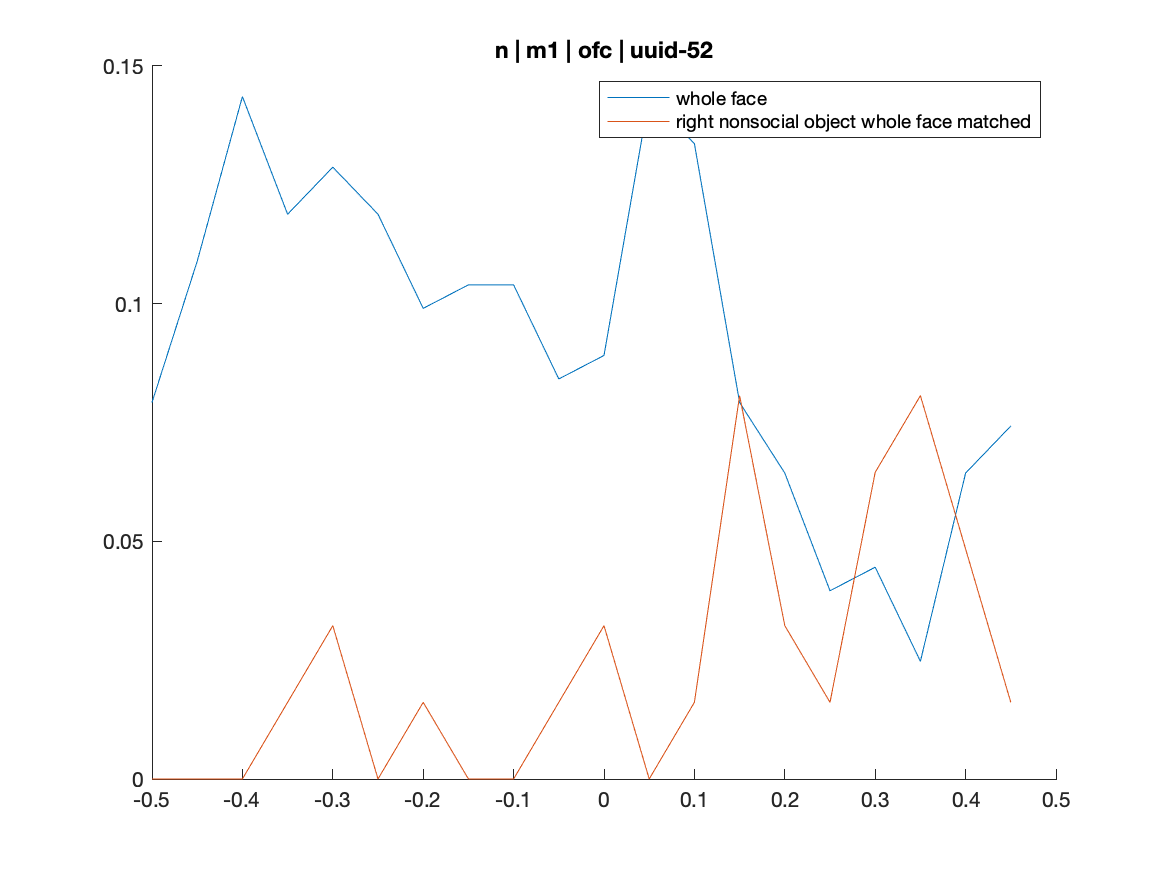 n | m1 | ofc | uuid-52
whole face
right nonsocial object whole face matched
0.15
0.1
0.05
0
-0.5 -0.4 -0.3 -0.2 -0.1 0 0.1 0.2 0.3 0.4 0.5